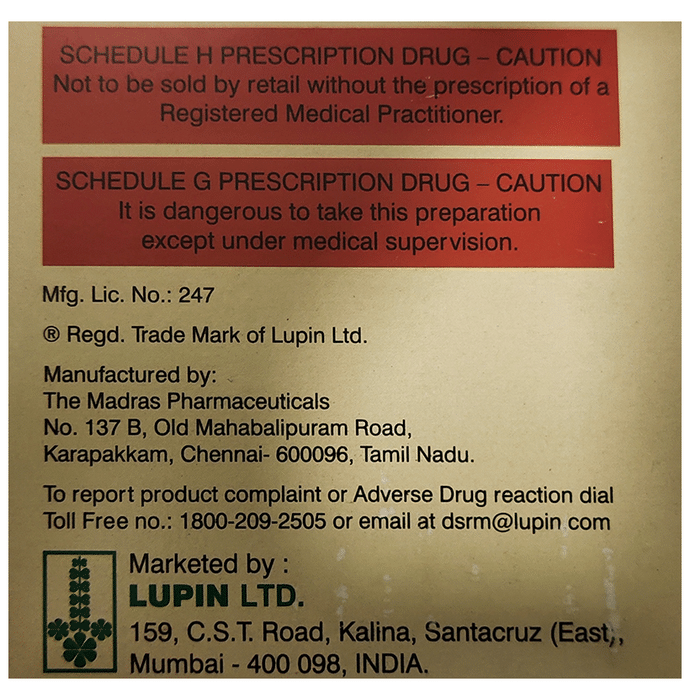 SCHEDULE H PRESCRIPTION DRUG – CAUTION
Not to be sold by retail without the prescription of a
Registered Medical Practitioner.
SCHEDULE G PRESCRIPTION DRUG – CAUTION
It is dangerous to take this preparation
except under medical supervision.
Mfg. Lic. No.: 247
® Regd. Trade Mark of Lupin Ltd.
Manufactured by:
The Madras Pharmaceuticals
No. 137 B, Old Mahabalipuram Road,
Karapakkam, Chennai- 600096, Tamil Nadu.
To report product complaint or Adverse Drug reaction dial
Toll Free no.: 1800-209-2505 or email at dsrm@lupin.com
Marketed by :
LUPIN LTD.
159, C.S.T. Road, Kalina, Santacruz (East),
Mumbai - 400 098, INDIA.